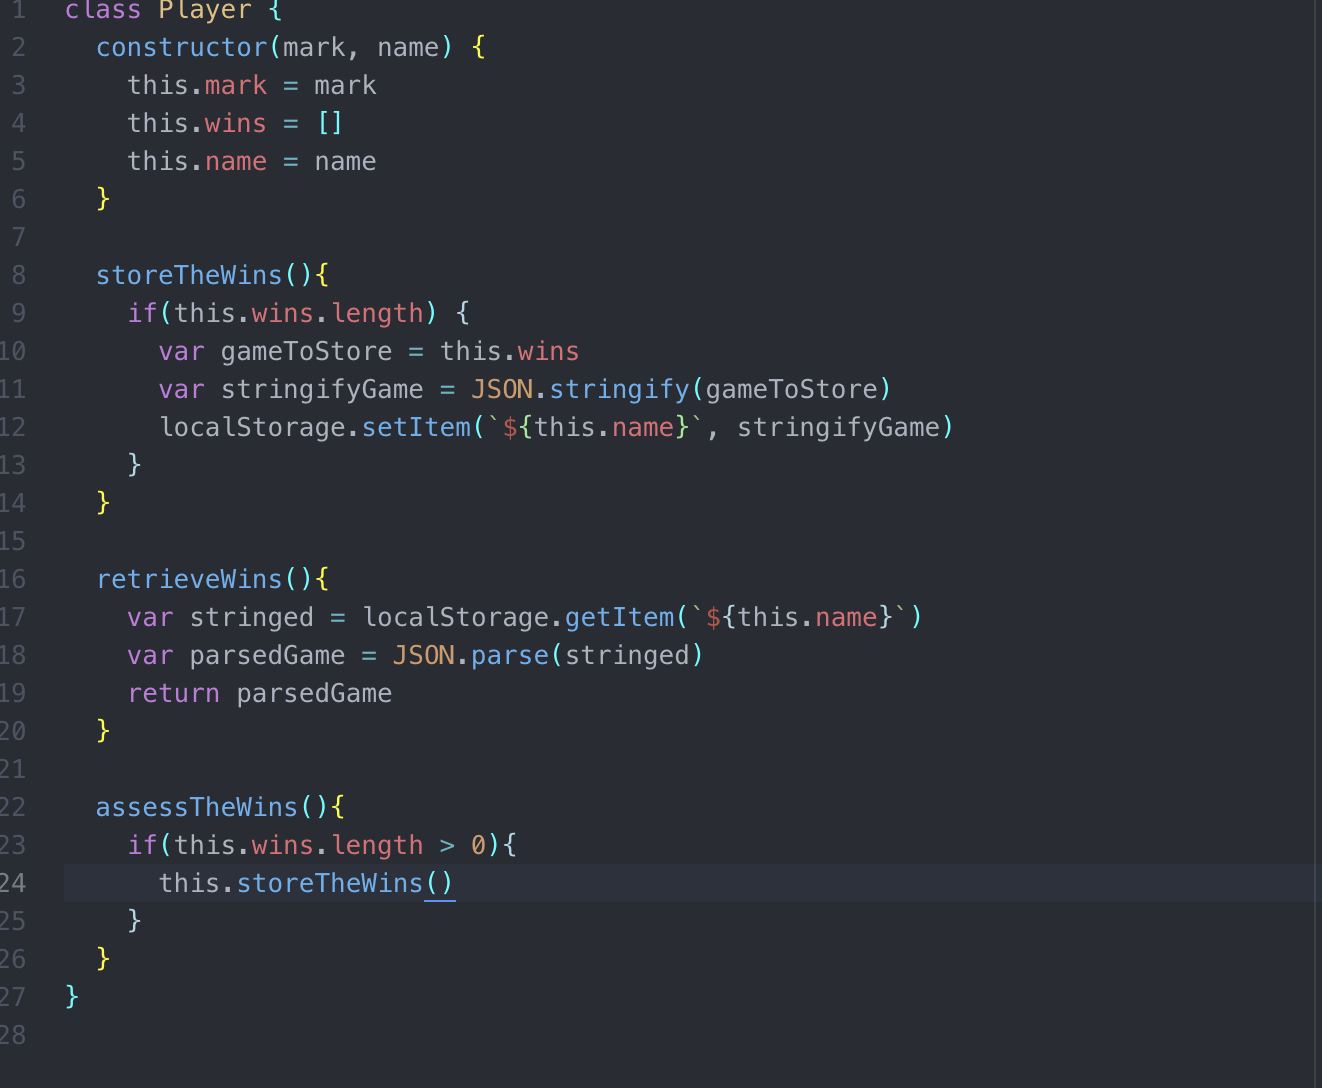 1 class Player {
2   constructor(mark, name) {
3     this.mark = mark
4     this.wins = []
5     this.name = name
6   }
7
8   storeTheWins(){
9     if(this.wins.length) {
10       var gameToStore = this.wins
11       var stringifyGame = JSON.stringify(gameToStore)
12       localStorage.setItem(`${this.name}`, stringifyGame)
13     }
14   }
15
16   retrieveWins(){
17     var stringed = localStorage.getItem(`${this.name}`)
18     var parsedGame = JSON.parse(stringed)
19     return parsedGame
20   }
21
22   assessTheWins(){
23     if(this.wins.length > 0){
24       this.storeTheWins()
25     }
26   }
27 }
28